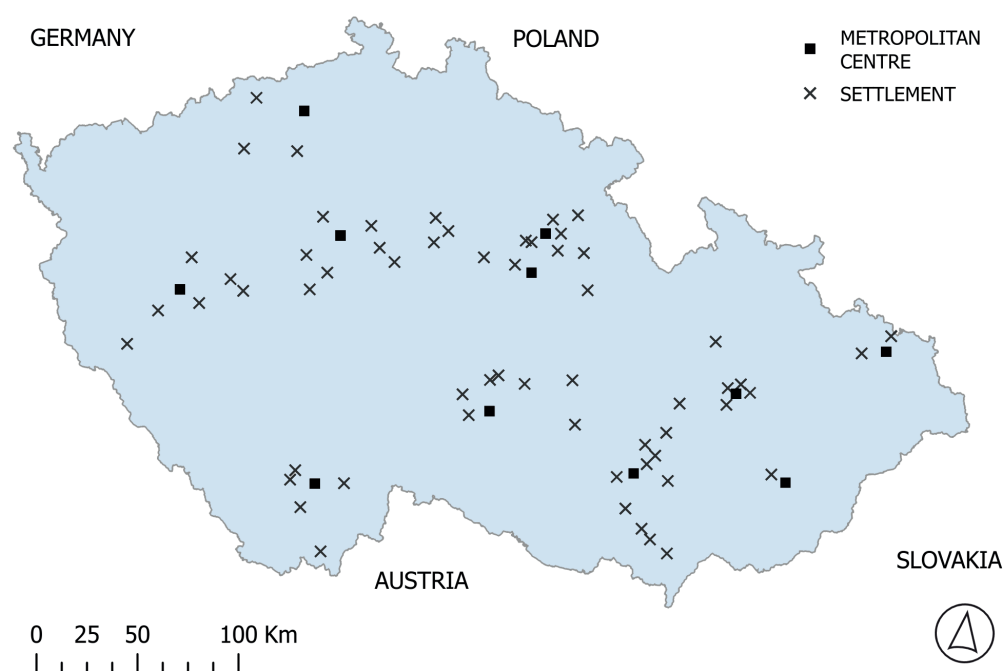 GERMANY
POLAND
METROPOLITAN
CENTRE
SETTLEMENT
SLOVAKIA
AUSTRIA
0 25 50 100 Km